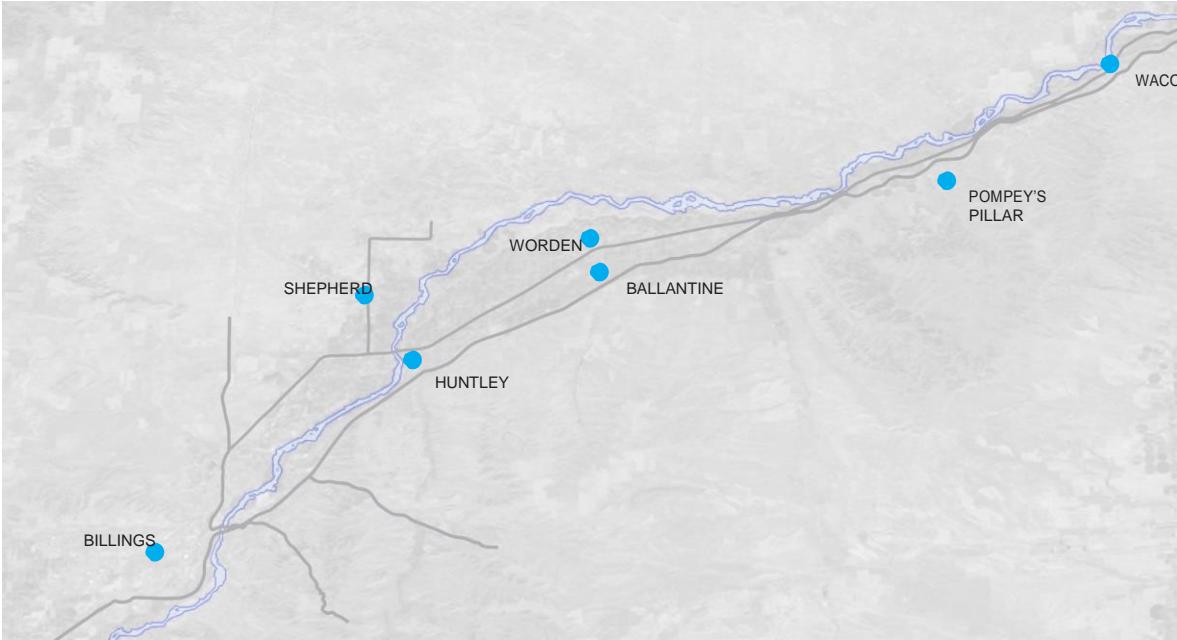 WACO
POMPEY'S
PILLAR
WORDEN
SHEPHERD
BALLANTINE
HUNTLEY
BILLINGS